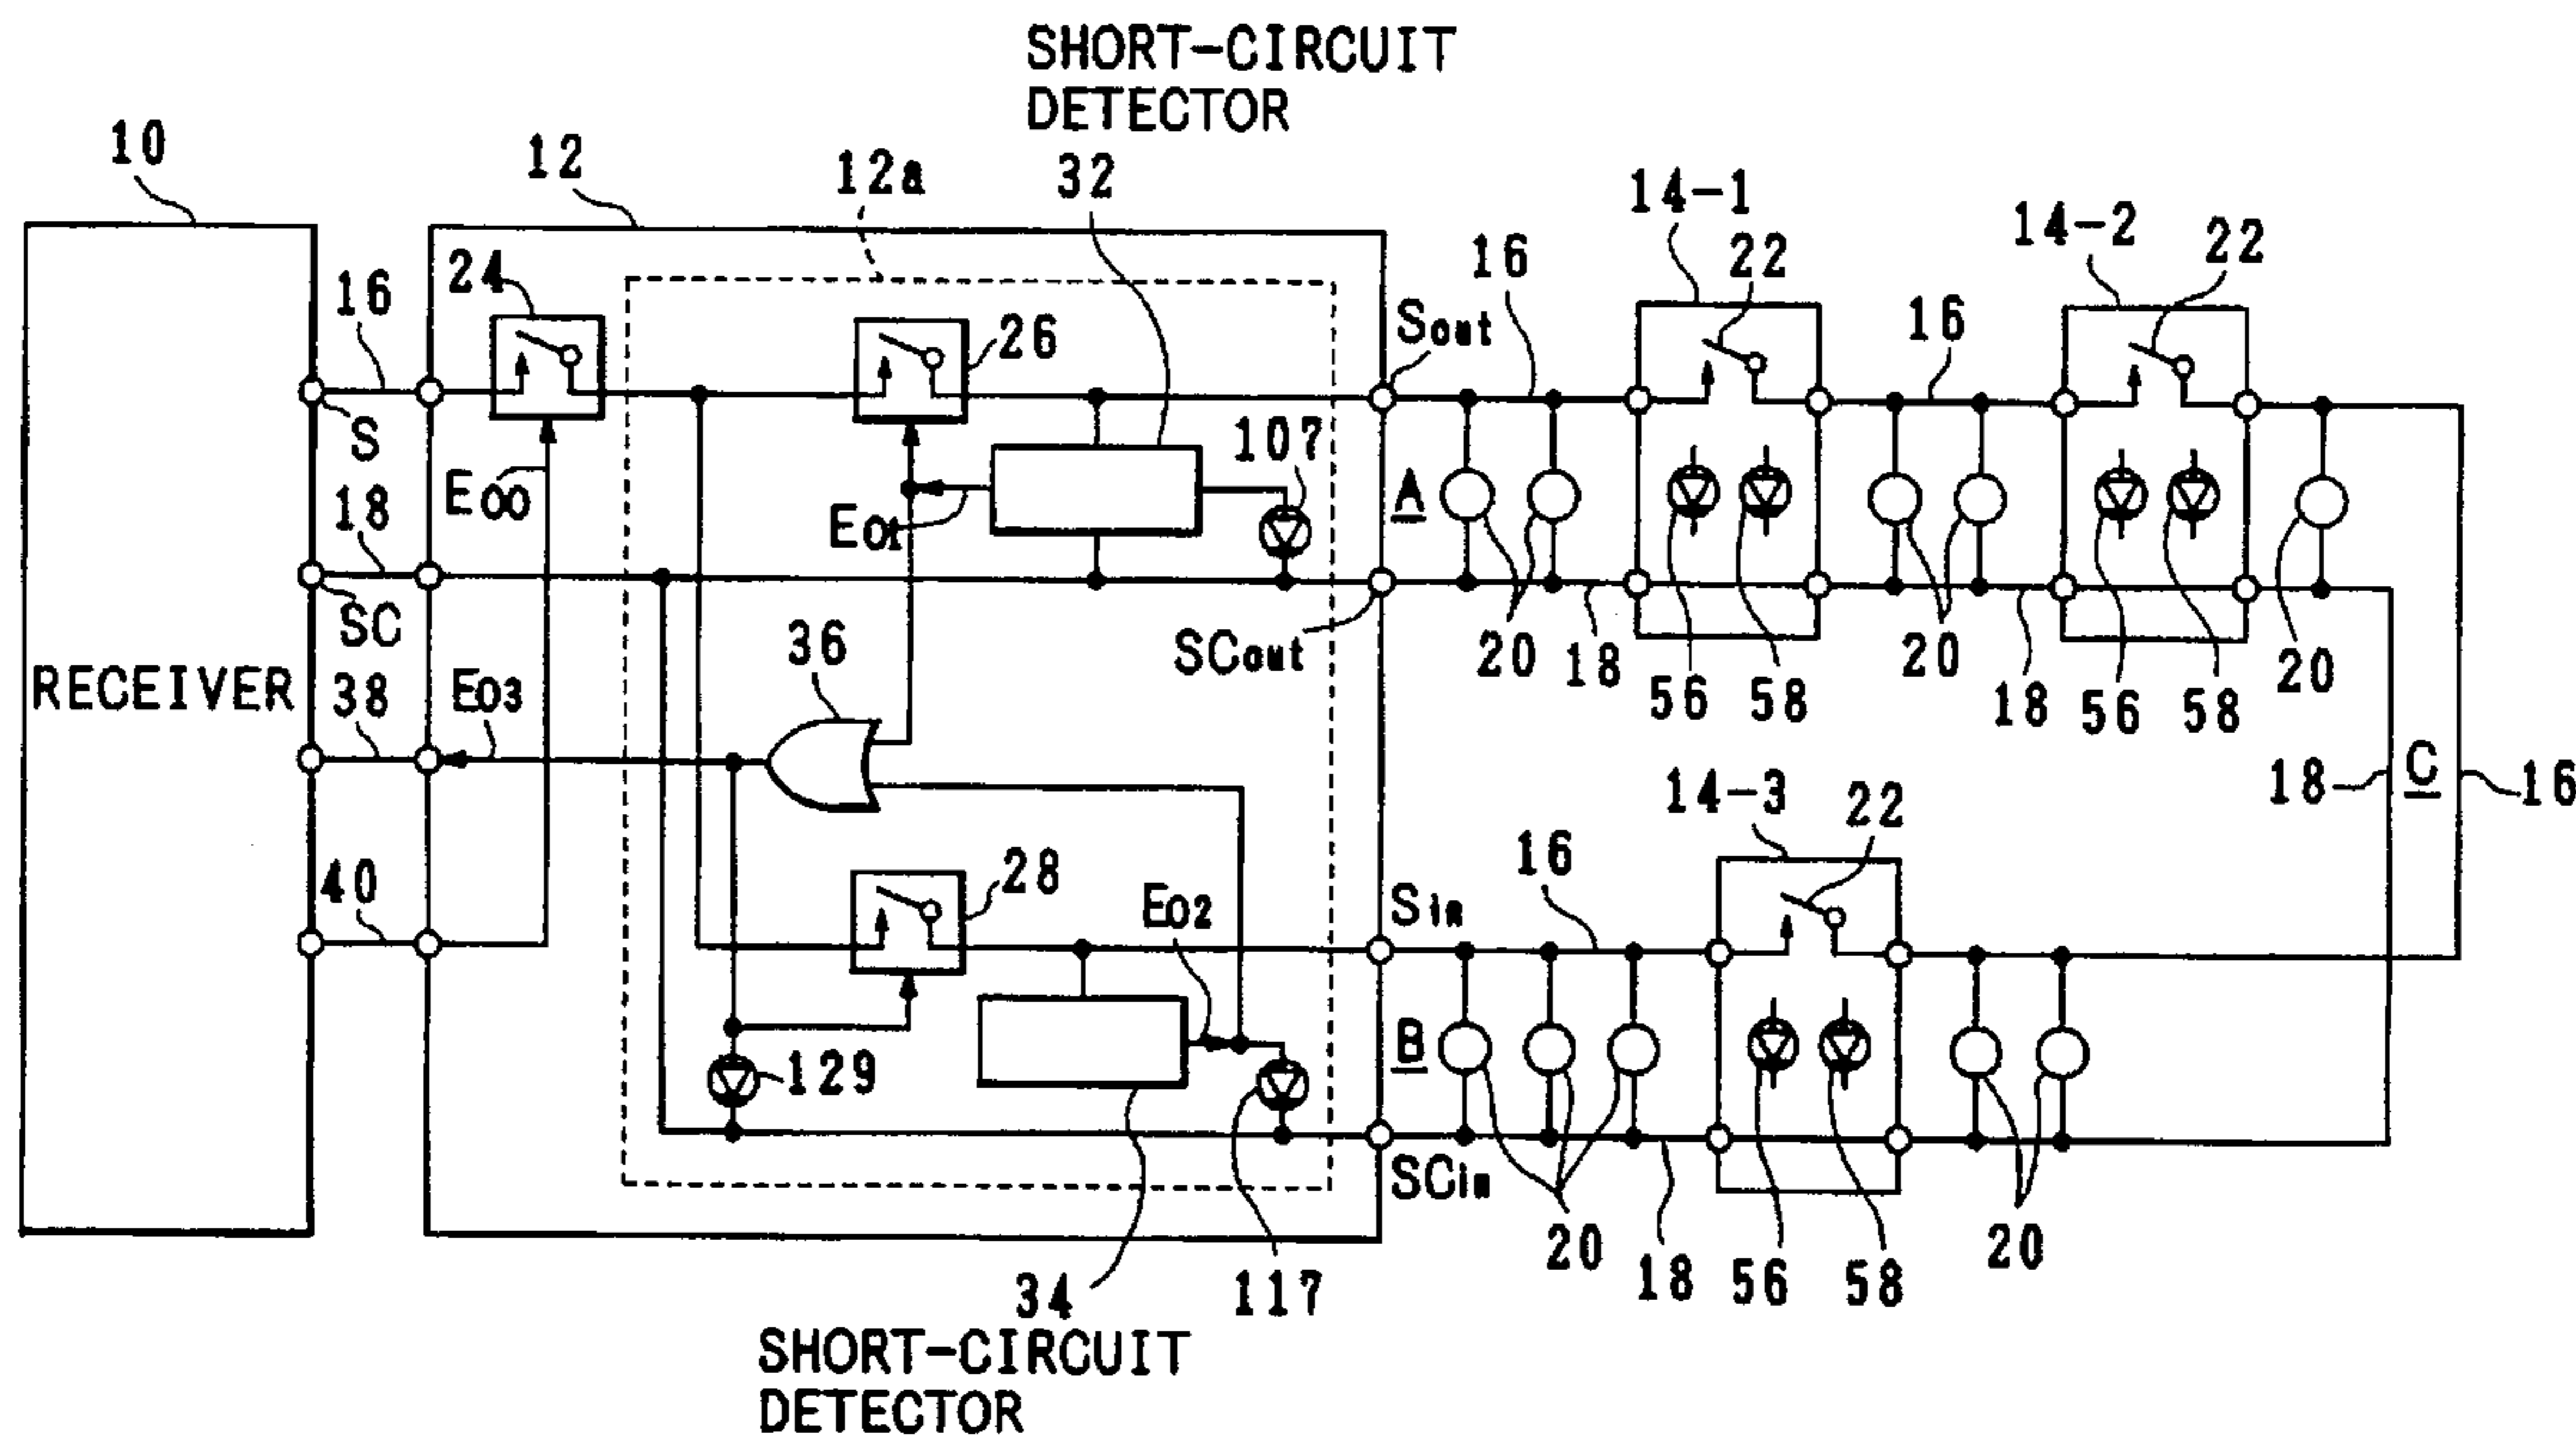 SHORT-CIRCUIT
DETECTOR
10
12
12a
32
14-1
14-2
22
22
24
16
26
16
16
Sout
S
E00
107
18
E01
A
SC
SCout
36
20
18
20
18
20
56
58
56
58
RECEIVER
38
E03
18
C
16
14-3
22
40
28
E02
Sin
16
B
129
SCin
20
18
56
58
20
34
117
SHORT-CIRCUIT
DETECTOR